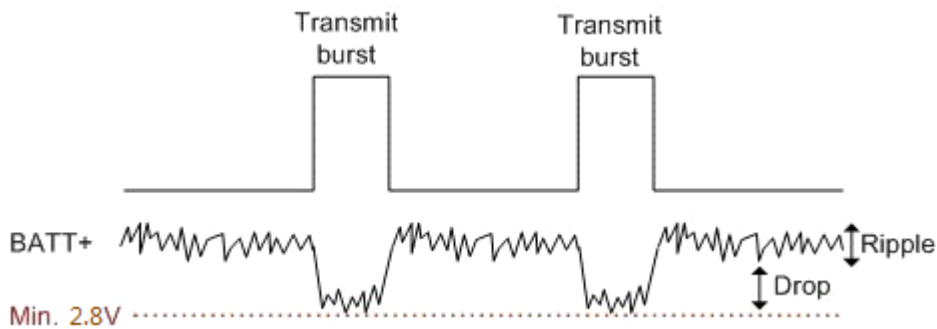 Transmit
burst
Transmit
burst
BATT+
Ripple
Drop
Min. 2.8V